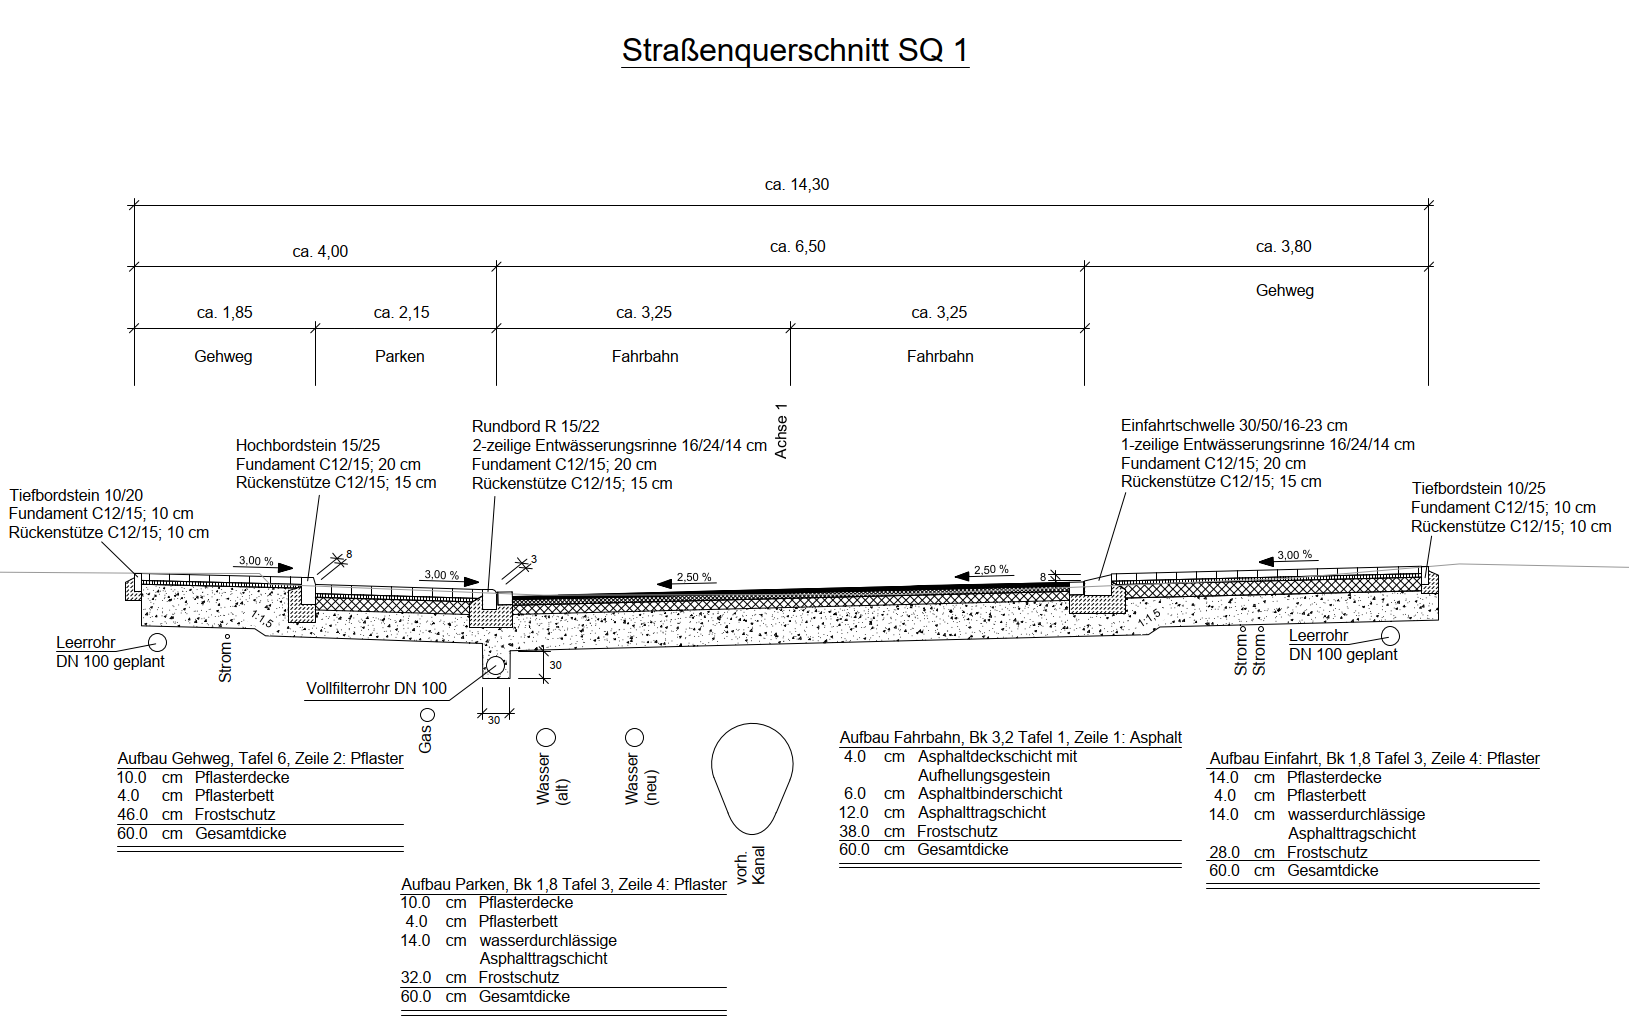 Straßenquerschnitt SQ 1
ca. 14,30
ca. 4,00
ca. 6,50
ca. 3,80
Gehweg
ca. 1,85
ca. 2,15
ca. 3,25
ca. 3,25
Gehweg
Parken
Fahrbahn
Fahrbahn
Achse 1
Tiefbordstein 10/20
Fundament C12/15; 10 cm
Rückenstütze C12/15; 10 cm
Hochbordstein 15/25
Fundament C12/15; 20 cm
Rückenstütze C12/15; 15 cm
Rundbord R 15/22
2-zeilige Entwässerungsrinne 16/24/14 cm
Fundament C12/15; 20 cm
Rückenstütze C12/15; 15 cm
Einfahrtschwelle 30/50/16-23 cm
1-zeilige Entwässerungsrinne 16/24/14 cm
Fundament C12/15; 20 cm
Rückenstütze C12/15; 15 cm
Tiefbordstein 10/25
Fundament C12/15; 10 cm
Rückenstütze C12/15; 10 cm
3,00 %
8
3,00 %
3
2,50 %
2,50 %
8
3,00 %
1:1.5
1:1.5
Leerrohr
DN 100 geplant
Strom
Vollfilterrohr DN 100
30
30
Strom
Strom
Leerrohr
DN 100 geplant
Gas
Wasser
(alt)
Wasser
(neu)
vorh.
Kanal
Aufbau Gehweg, Tafel 6, Zeile 2: Pflaster
10.0 cm Pflasterdecke
4.0 cm Pflasterbett
46.0 cm Frostschutz
60.0 cm Gesamtdicke
Aufbau Parken, Bk 1,8 Tafel 3, Zeile 4: Pflaster
10.0 cm Pflasterdecke
4.0 cm Pflasterbett
14.0 cm wasserdurchlässige
Asphalttragschicht
32.0 cm Frostschutz
60.0 cm Gesamtdicke
Aufbau Fahrbahn, Bk 3,2 Tafel 1, Zeile 1: Asphalt
4.0 cm Asphaltdeckschicht mit
Aufhellungsgestein
6.0 cm Asphaltbinderschicht
12.0 cm Asphalttragschicht
38.0 cm Frostschutz
60.0 cm Gesamtdicke
Aufbau Einfahrt, Bk 1,8 Tafel 3, Zeile 4: Pflaster
14.0 cm Pflasterdecke
4.0 cm Pflasterbett
14.0 cm wasserdurchlässige
Asphalttragschicht
28.0 cm Frostschutz
60.0 cm Gesamtdicke